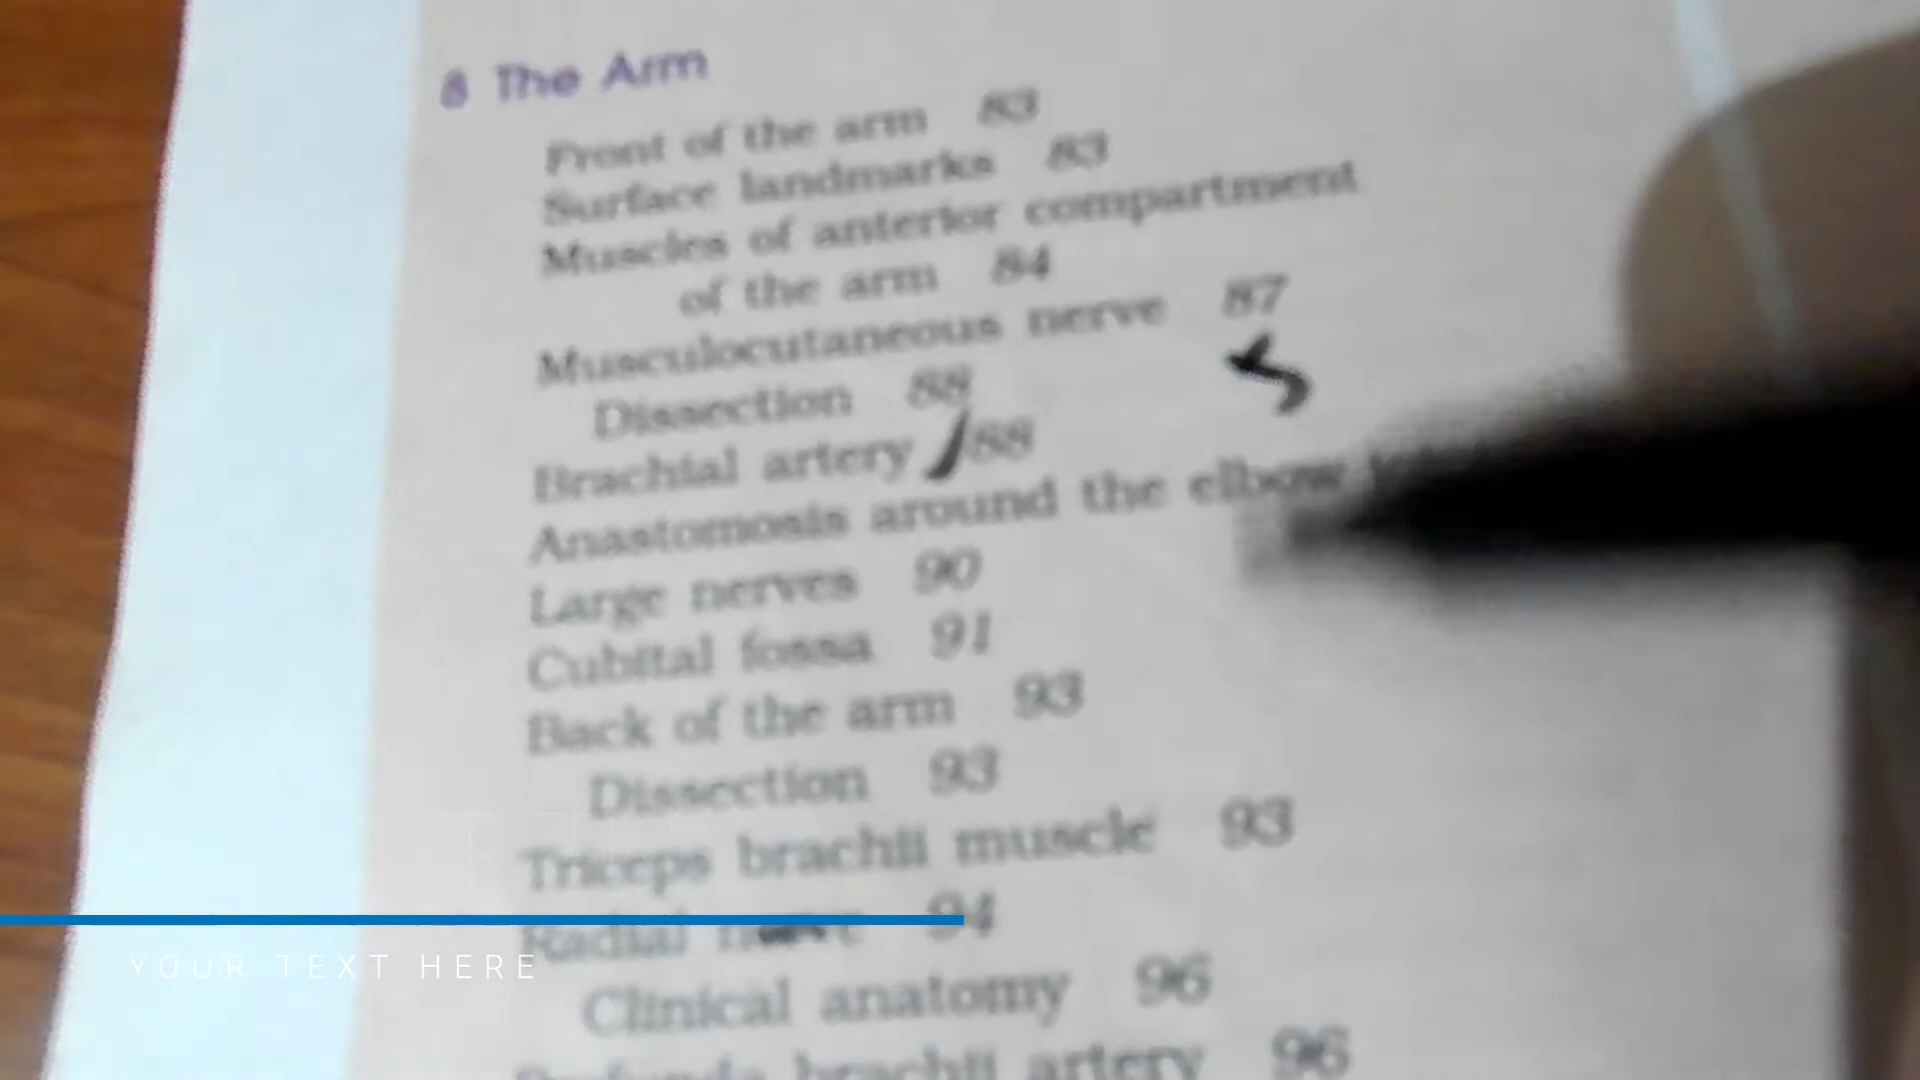 8 The Arm
Front of the arm 83
Surface landmarks 83
Muscles of anterior compartment
of the arm 84
Musculocutaneous nerve 87
Dissection 88
Brachial artery 88
Anastomosis around the elbow
Large nerves 90
Cubital fossa 91
Back of the arm 93
Dissection 93
Triceps brachii muscle 93
Radial nerve 94
YOUR TEXT HERE
Clinical anatomy 96
brachii artery 96